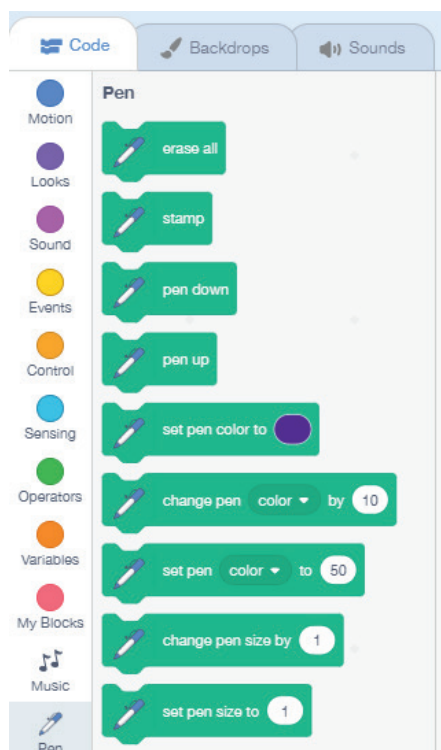 Code
Backdrops
Sounds
Motion
Looks
Sound
Events
Control
Sensing
Operators
Variables
My Blocks
Music
Pen
Pen
erase all
stamp
pen down
pen up
set pen color to
change pen color by 10
set pen color to 50
change pen size by 1
set pen size to 1